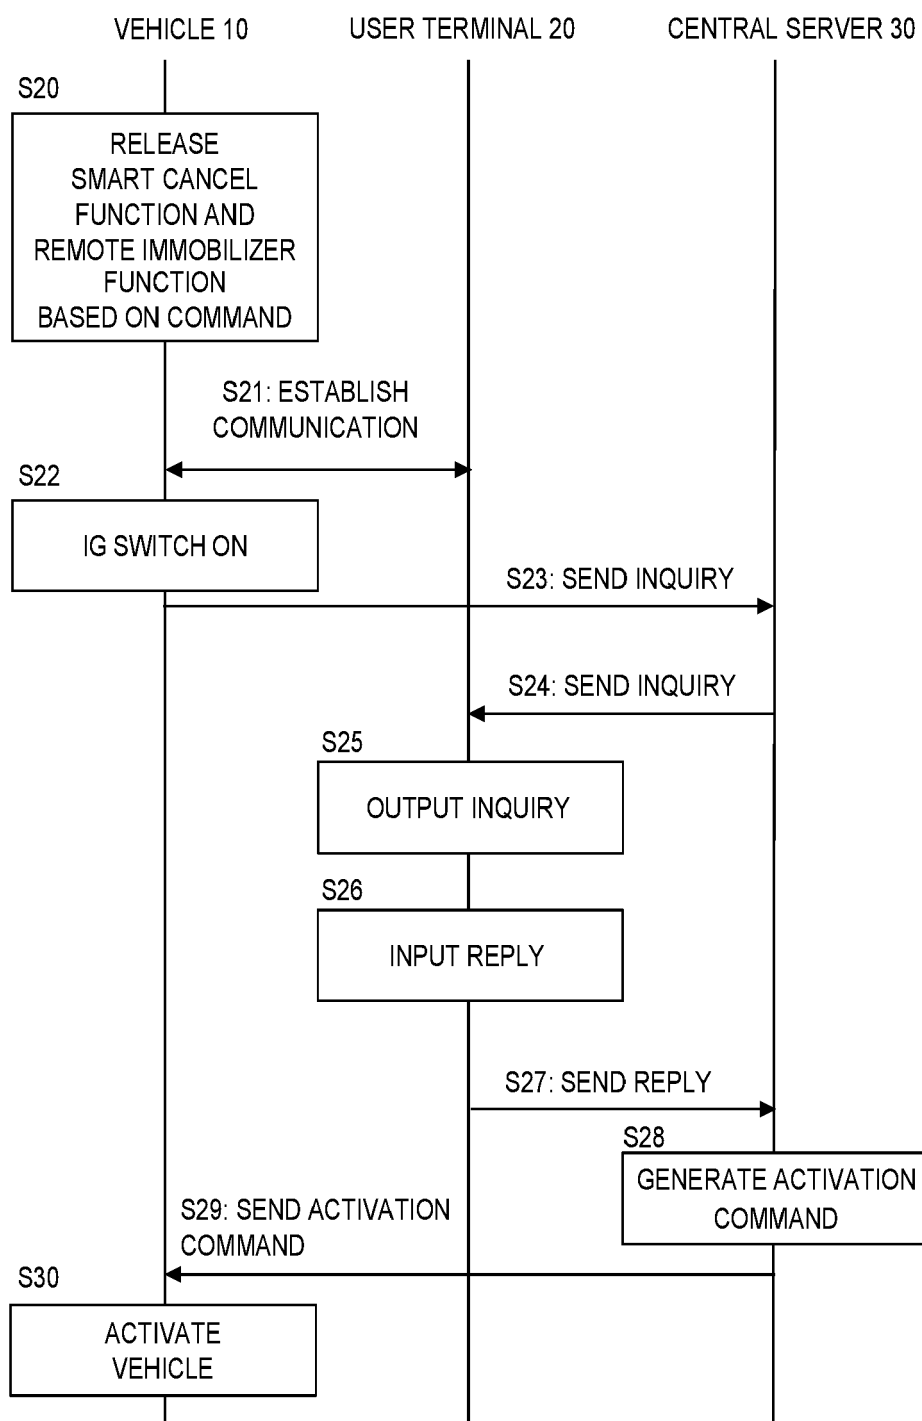 VEHICLE 10
USER TERMINAL 20
CENTRAL SERVER 30
S20
RELEASE
SMART CANCEL
FUNCTION AND
REMOTE IMMOBILIZER
FUNCTION
BASED ON COMMAND
S21: ESTABLISH
COMMUNICATION
S22
IG SWITCH ON
S23: SEND INQUIRY
S24: SEND INQUIRY
S25
OUTPUT INQUIRY
S26
INPUT REPLY
S27: SEND REPLY
S28
GENERATE ACTIVATION
COMMAND
S29: SEND ACTIVATION
COMMAND
S30
ACTIVATE
VEHICLE